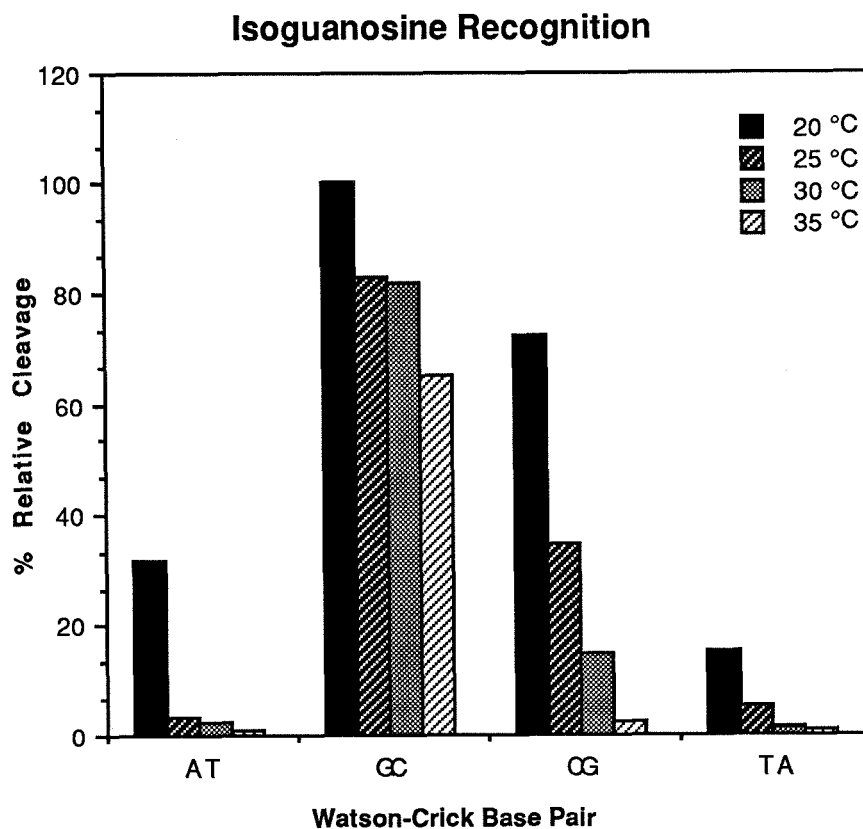 Isoguanosine Recognition
120
100
80
60
40
20
0
% Relative Cleavage
20 °C
25 °C
30 °C
35 °C
AT
GC
CG
TA
Watson-Crick Base Pair